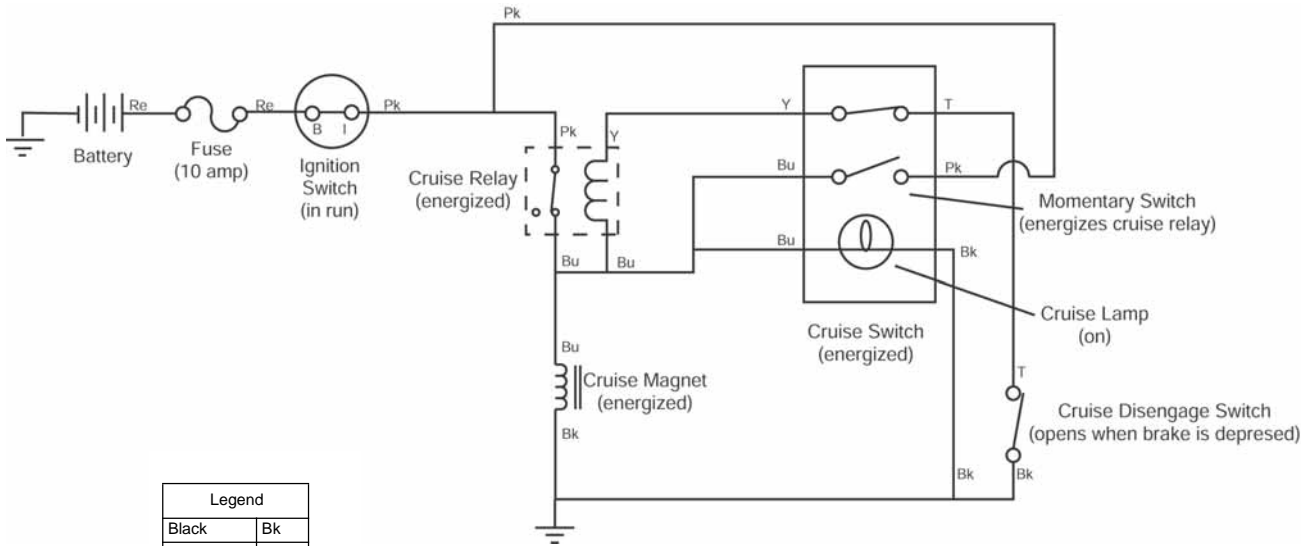 Pk
Re
Re
B
I
Pk
Battery
Fuse
(10 amp)
Ignition
Switch
(in run)
Pk
Y
Cruise Relay
(energized)
Bu
Bu
Y
T
Bu
Pk
Momentary Switch
(energizes cruise relay)
Bu
Bk
Cruise Lamp
(on)
Cruise Switch
(energized)
Bu
Cruise Magnet
(energized)
Bk
T
Cruise Disengage Switch
(opens when brake is depresed)
Bk
Bk
Legend
Black Bk